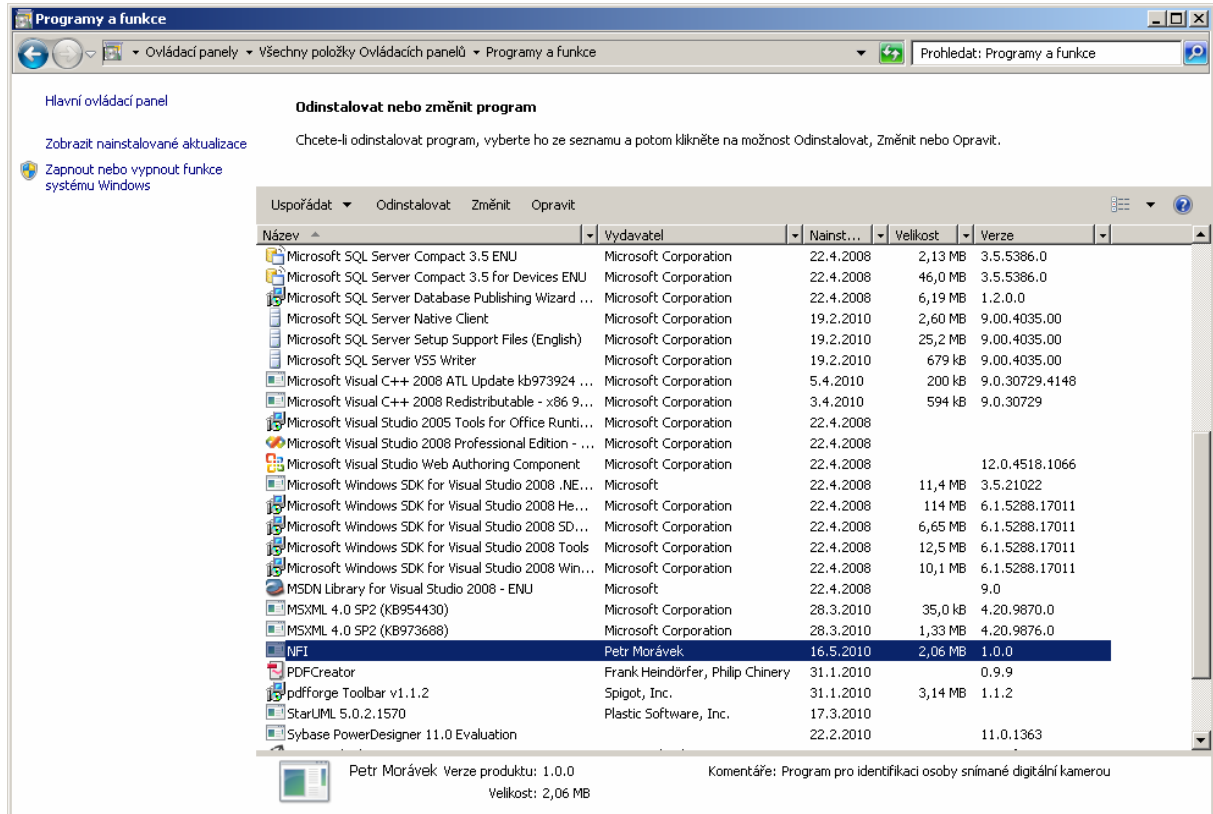 Programy a funkce
Ovládací panely Všechny položky Ovládacích panelů Programy a funkce Prohledat: Programy a funkce
Hlavní ovládací panel
Zobrazit nainstalované aktualizace
Zapnout nebo vypnout funkce
systému Windows
Odinstalovat nebo změnit program
Chcete-li odinstalovat program, vyberte ho ze seznamu a potom klikněte na možnost Odinstalovat, Změnit nebo Opravit.
Uspořádat Odinstalovat Změnit Opravit
Název Vydavatel Nainst... Velikost Verze
Microsoft SQL Server Compact 3.5 ENU Microsoft Corporation 22.4.2008 2,13 MB 3.5.5386.0
Microsoft SQL Server Compact 3.5 for Devices ENU Microsoft Corporation 22.4.2008 46,0 MB 3.5.5386.0
Microsoft SQL Server Database Publishing Wizard ... Microsoft Corporation 22.4.2008 6,19 MB 1.2.0.0
Microsoft SQL Server Native Client Microsoft Corporation 19.2.2010 2,60 MB 9.00.4035.00
Microsoft SQL Server Setup Support Files (English) Microsoft Corporation 19.2.2010 25,2 MB 9.00.4035.00
Microsoft SQL Server VSS Writer Microsoft Corporation 19.2.2010 679 kB 9.00.4035.00
Microsoft Visual C++ 2008 ATL Update kb973924 ... Microsoft Corporation 5.4.2010 200 kB 9.0.30729.4148
Microsoft Visual C++ 2008 Redistributable - x86 9... Microsoft Corporation 3.4.2010 594 kB 9.0.30729
Microsoft Visual Studio 2005 Tools for Office Runti... Microsoft Corporation 22.4.2008
Microsoft Visual Studio 2008 Professional Edition - ... Microsoft Corporation 22.4.2008
Microsoft Visual Studio Web Authoring Component Microsoft Corporation 22.4.2008 12.0.4518.1066
Microsoft Windows SDK for Visual Studio 2008 .NE... Microsoft 22.4.2008 11,4 MB 3.5.21022
Microsoft Windows SDK for Visual Studio 2008 He... Microsoft Corporation 22.4.2008 114 MB 6.1.5288.17011
Microsoft Windows SDK for Visual Studio 2008 SD... Microsoft Corporation 22.4.2008 6,65 MB 6.1.5288.17011
Microsoft Windows SDK for Visual Studio 2008 Tools Microsoft Corporation 22.4.2008 12,5 MB 6.1.5288.17011
Microsoft Windows SDK for Visual Studio 2008 Win... Microsoft Corporation 22.4.2008 10,1 MB 6.1.5288.17011
MSDN Library for Visual Studio 2008 - ENU Microsoft 22.4.2008 9.0
MSXML 4.0 SP2 (KB954430) Microsoft Corporation 28.3.2010 35,0 kB 4.20.9870.0
MSXML 4.0 SP2 (KB973688) Microsoft Corporation 28.3.2010 1,33 MB 4.20.9876.0
NFI Petr Morávek 16.5.2010 2,06 MB 1.0.0
PDFCreator Frank Heindörfer, Philip Chinery 31.1.2010 0.9.9
pdfforge Toolbar v1.1.2 Spigot, Inc. 31.1.2010 3,14 MB 1.1.2
StarUML 5.0.2.1570 Plastic Software, Inc. 17.3.2010
Sybase PowerDesigner 11.0 Evaluation 22.2.2010 11.0.1363
Petr Morávek Verze produktu: 1.0.0 Komentáře: Program pro identifikaci osoby snímané digitální kamerou
Velikost: 2,06 MB